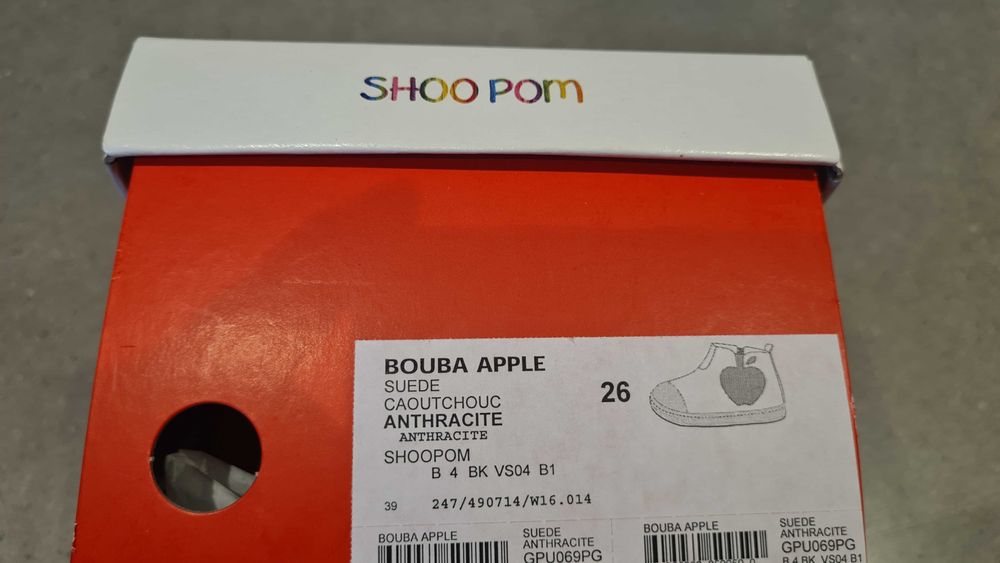 SHOO POM
BOUBA APPLE
SUEDE
CAOUTCHOUC
ANTHRACITE
ANTHRACITE
SHOOPOM
B 4 BK VS04 B1
26
39 247/490714/W16.014
BOUBA APPLE
SUEDE
ANTHRACITE
GPU069PG
BOUBA APPLE
SUEDE
ANTHRACITE
GPU069PG
B 4 BK VS04 B1